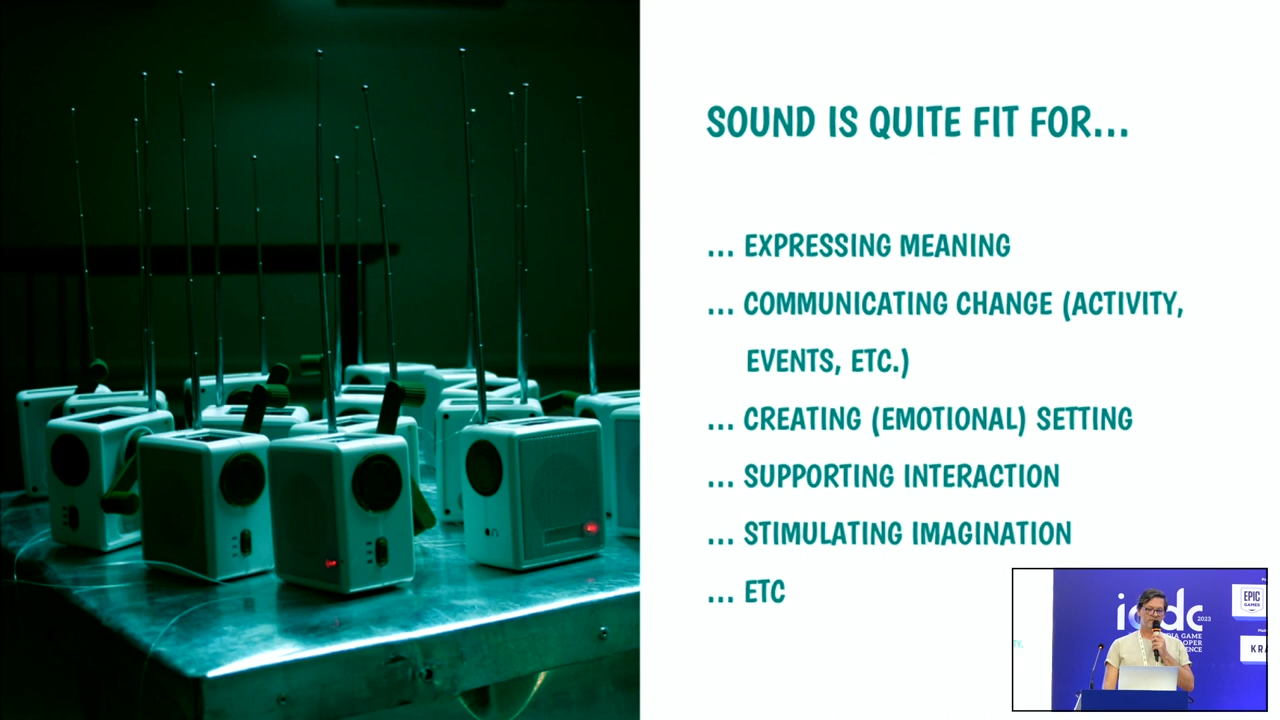 SOUND IS QUITE FIT FOR...
... EXPRESSING MEANING
... COMMUNICATING CHANGE (ACTIVITY,
EVENTS, ETC.)
... CREATING (EMOTIONAL) SETTING
... SUPPORTING INTERACTION
... STIMULATING IMAGINATION
... ETC
2023
EPIC
GAMES